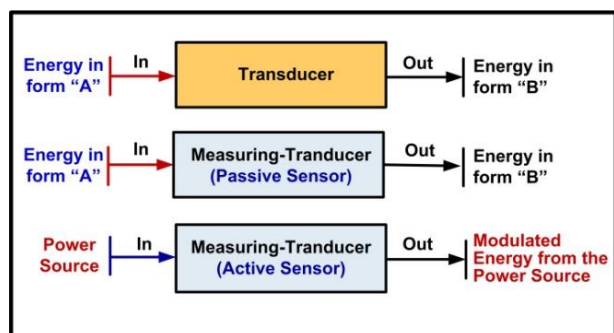 Energy in form “A”
In
Transducer
Out
Energy in form “B”
Energy in form “A”
In
Measuring-Tranducer
(Passive Sensor)
Out
Energy in form “B”
Power Source
In
Measuring-Tranducer
(Active Sensor)
Out
Modulated Energy from the Power Source